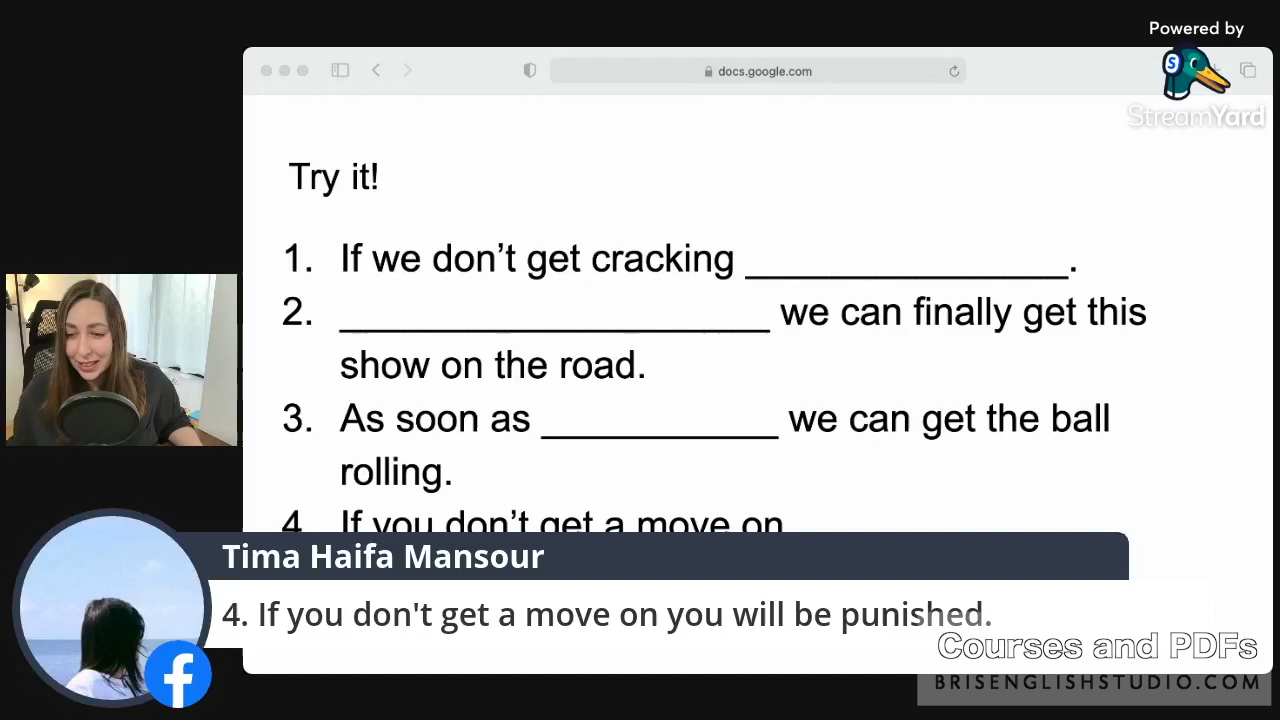 Powered by
StreamYard
docs.google.com
Try it!
1. If we don’t get cracking _______________.
2. ____________________ we can finally get this
show on the road.
3. As soon as ___________ we can get the ball
rolling.
4. If you don’t get a move on
Tima Haifa Mansour
4. If you don't get a move on you will be punished.
Courses and PDFs
BRISENGLISHSTUDIO.COM